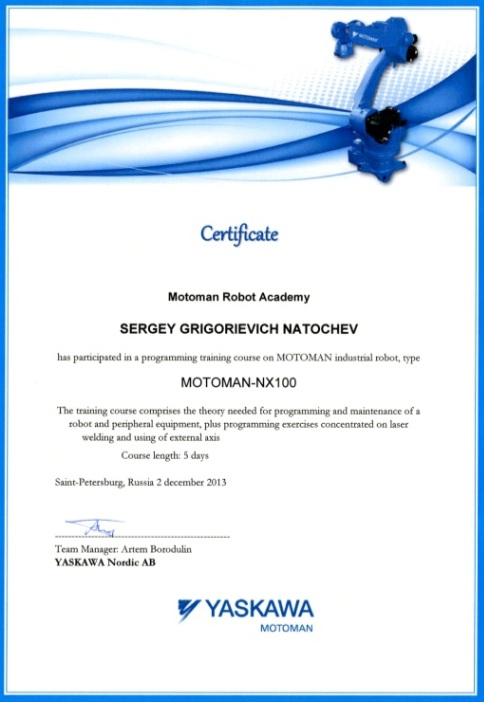 MOTOMAN
Certificate
Motoman Robot Academy
SERGEY GRIGORIEVICH NATOCHEV
has participated in a programming training course on MOTOMAN industrial robot, type
MOTOMAN-NX100
The training course comprises the theory needed for programming and maintenance of a
robot and peripheral equipment, plus programming exercises concentrated on laser
welding and using of external axis
Course length: 5 days
Saint-Petersburg, Russia 2 december 2013
Team Manager: Artem Borodulin
YASKAWA Nordic AB
YASKAWA
MOTOMAN